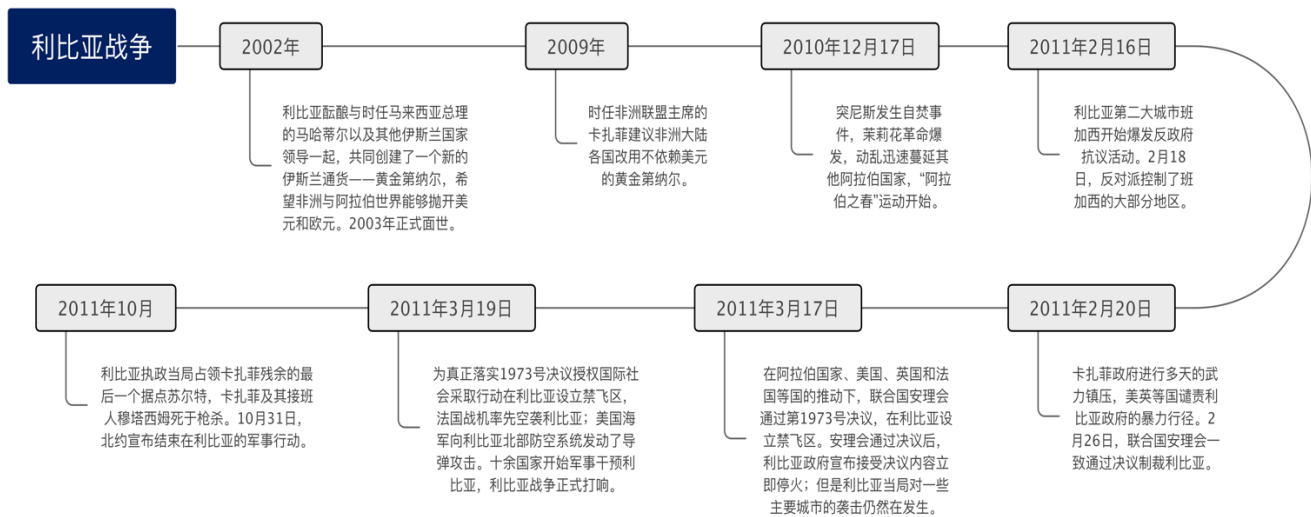 利比亚战争
2002年
利比亚酝酿与时任马来西亚总理
的马哈蒂尔以及其他伊斯兰国家
领导一起，共同创建了一个新的
伊斯兰通货——黄金第纳尔，希
望非洲与阿拉伯世界能够抛开美
元和欧元。2003年正式面世。
2009年
时任非洲联盟主席的
卡扎菲建议非洲大陆
各国改用不依赖美元
的黄金第纳尔。
2010年12月17日
突尼斯发生自焚事
件，茉莉花革命爆
发，动乱迅速蔓延其
他阿拉伯国家，“阿拉
伯之春”运动开始。
2011年2月16日
利比亚第二大城市班
加西开始爆发反政府
抗议活动。2月18
日，反对派控制了班
加西的大部分地区。
2011年2月20日
卡扎菲政府进行多天的武
力镇压，美英等国谴责利
比亚政府的暴力行径。2
月26日，联合国安理会一
致通过决议制裁利比亚。
2011年3月17日
在阿拉伯国家、美国、英国和法
国等国的推动下，联合国安理会
通过第1973号决议，在利比亚设
立禁飞区。安理会通过决议后，
利比亚政府宣布接受决议内容立
即停火；但是利比亚当局对一些
主要城市的袭击仍然在发生。
2011年3月19日
为真正落实1973号决议授权国际社
会采取行动在利比亚设立禁飞区，
法国战机率先空袭利比亚；美国海
军向利比亚北部防空系统发动了导
弹攻击。十余国家开始军事干预利
比亚，利比亚战争正式打响。
2011年10月
利比亚执政当局占领卡扎菲残余的最
后一个据点苏尔特，卡扎菲及其接班
人穆塔西姆死于枪杀。10月31日，
北约宣布结束在利比亚的军事行动。